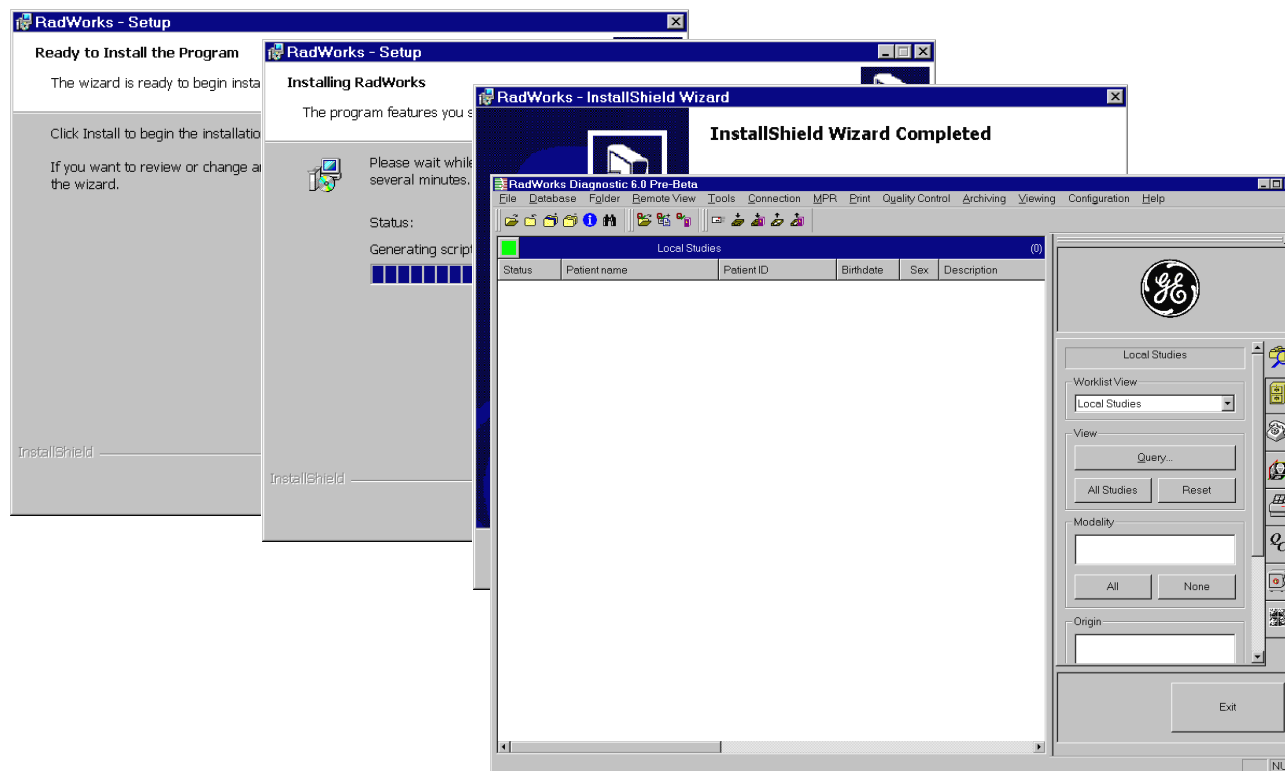 RadWorks - Setup
Ready to Install the Program
The wizard is ready to begin insta
Click Install to begin the installatio
If you want to review or change a
the wizard.
InstallShield
RadWorks - Setup
Installing RadWorks
The program features you s
Please wait while
several minutes.
Status:
Generating script
InstallShield
RadWorks - InstallShield Wizard
InstallShield Wizard Completed
RadWorks Diagnostic 6.0 Pre-Beta
File Database Folder Remote View Tools Connection MPR Print Quality Control Archiving Viewing Configuration Help
Local Studies (0)
Status Patient name Patient ID Birthdate Sex Description
GE
Local Studies
Worklist View
Local Studies
View
Query...
All Studies Reset
Modality
All None
Origin
QC
Exit
NU